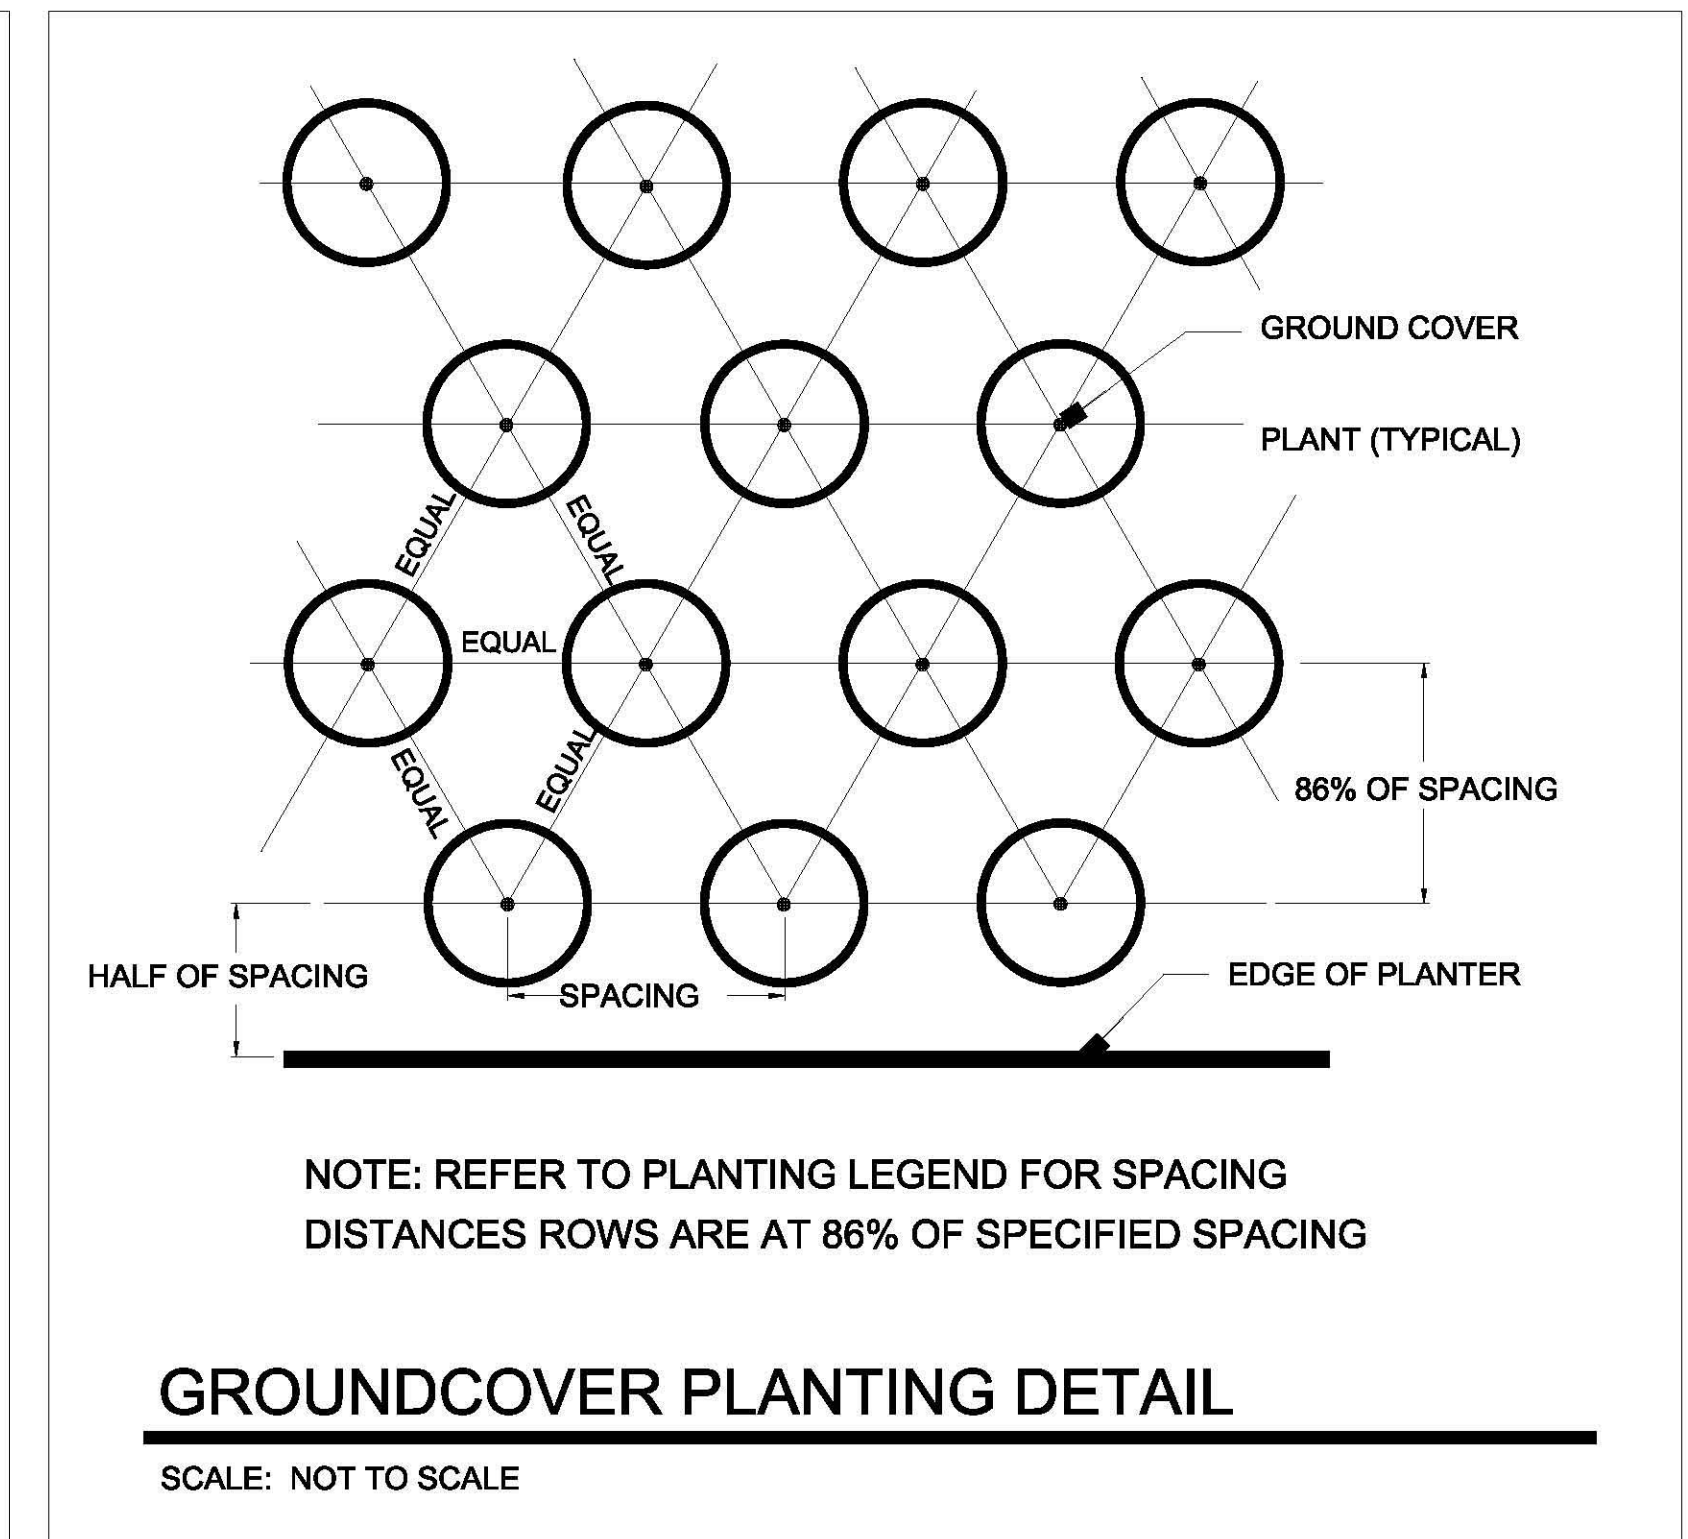 GROUND COVER
PLANT (TYPICAL)
EQUAL
EQUAL
EQUAL
EQUAL
EQUAL
86% OF SPACING
HALF OF SPACING
SPACING
EDGE OF PLANTER
NOTE: REFER TO PLANTING LEGEND FOR SPACING
DISTANCES ROWS ARE AT 86% OF SPECIFIED SPACING
GROUNDCOVER PLANTING DETAIL
SCALE: NOT TO SCALE